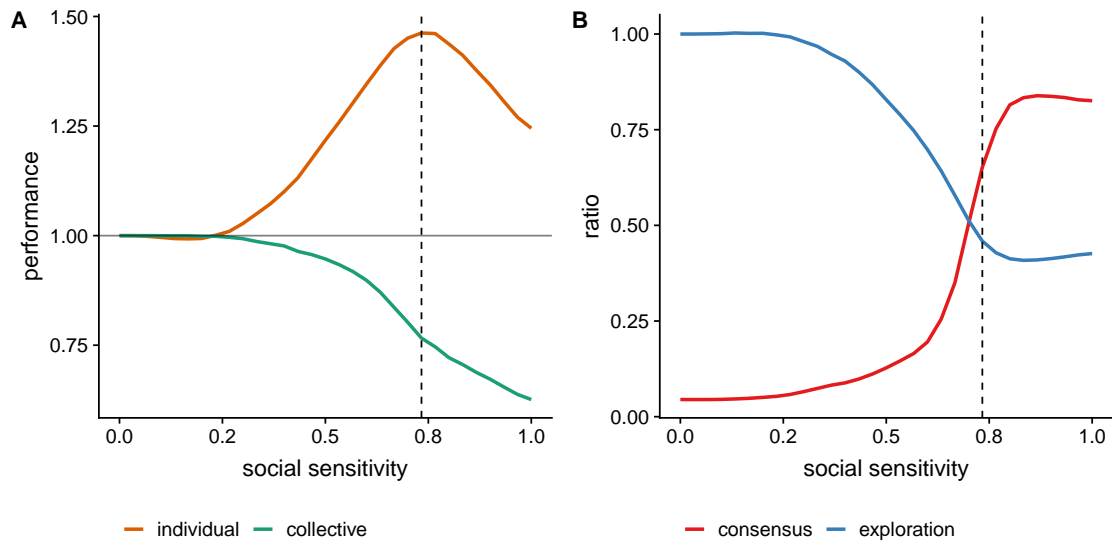 A
performance
1.50
1.25
1.00
0.75
0.0 0.2 0.5 0.8 1.0
social sensitivity
individual collective
B
ratio
1.00
0.75
0.50
0.25
0.00
0.0 0.2 0.5 0.8 1.0
social sensitivity
consensus exploration